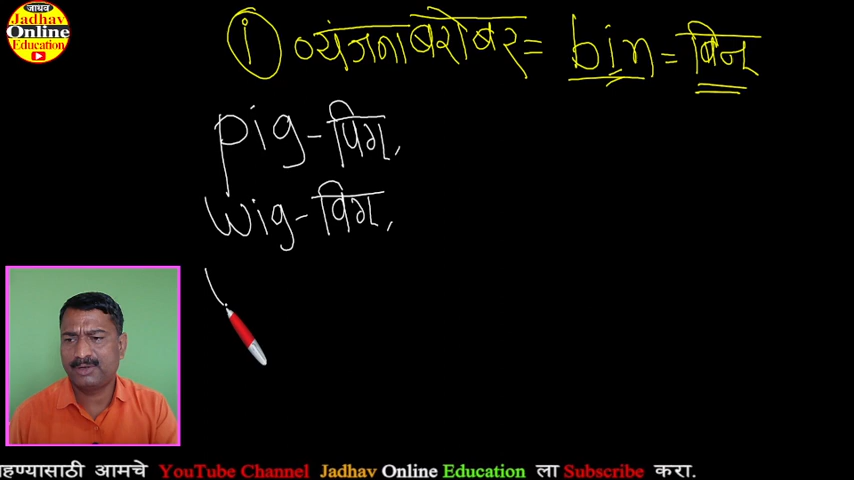 जाधव
Jadhav
Online
Education
i व्यंजनाबरोबर = bin = बिन्
pig - पिग,
wig - विग,
हण्यासाठी आमचे YouTube Channel Jadhav Online Education ला Subscribe करा.